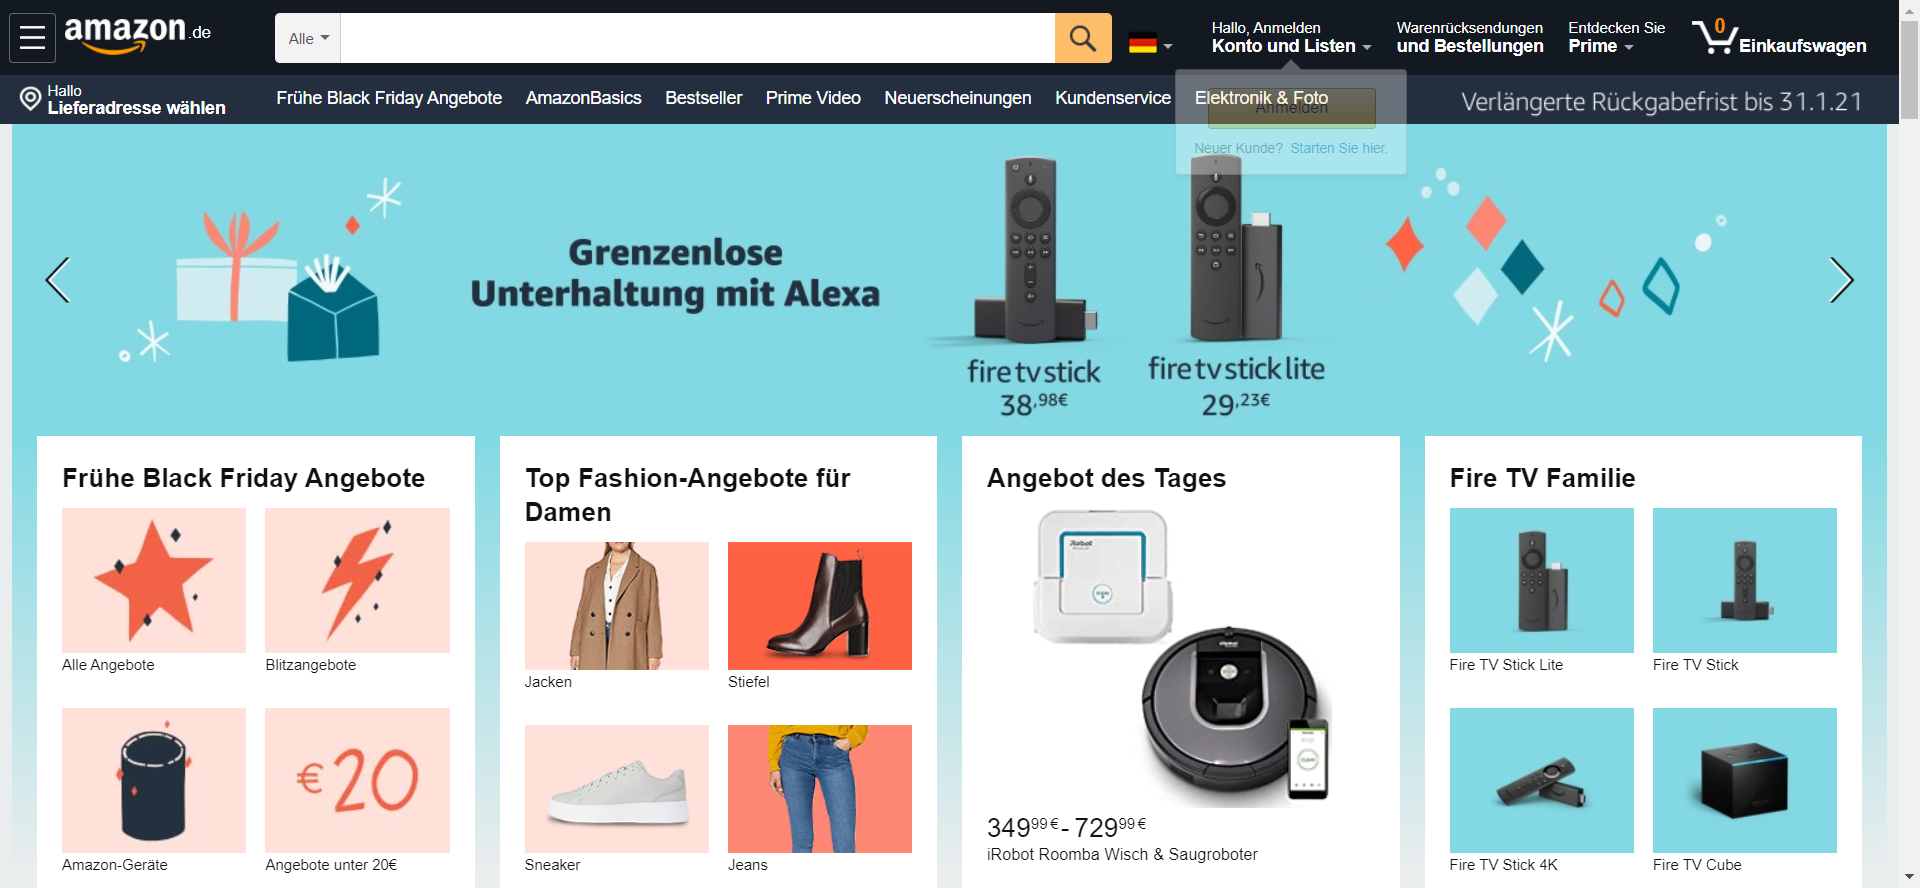 amazon.de
Alle
Hallo, Anmelden
Konto und Listen
Warenrücksendungen
und Bestellungen
Entdecken Sie
Prime
0
Einkaufswagen
Hallo
Lieferadresse wählen
Frühe Black Friday Angebote
AmazonBasics
Bestseller
Prime Video
Neuerscheinungen
Kundenservice
Elektronik & Foto
Verlängerte Rückgabefrist bis 31.1.21
Anmelden
Neuer Kunde? Starten Sie hier.
Grenzenlose
Unterhaltung mit Alexa
fire tv stick
38,98€
fire tv stick lite
29,23€
Frühe Black Friday Angebote
Alle Angebote
Blitzangebote
€20
Amazon-Geräte
Angebote unter 20€
Top Fashion-Angebote für
Damen
Jacken
Stiefel
Sneaker
Jeans
Angebot des Tages
iRobot
34999 € - 72999 €
iRobot Roomba Wisch & Saugroboter
Fire TV Familie
Fire TV Stick Lite
Fire TV Stick
Fire TV Stick 4K
Fire TV Cube